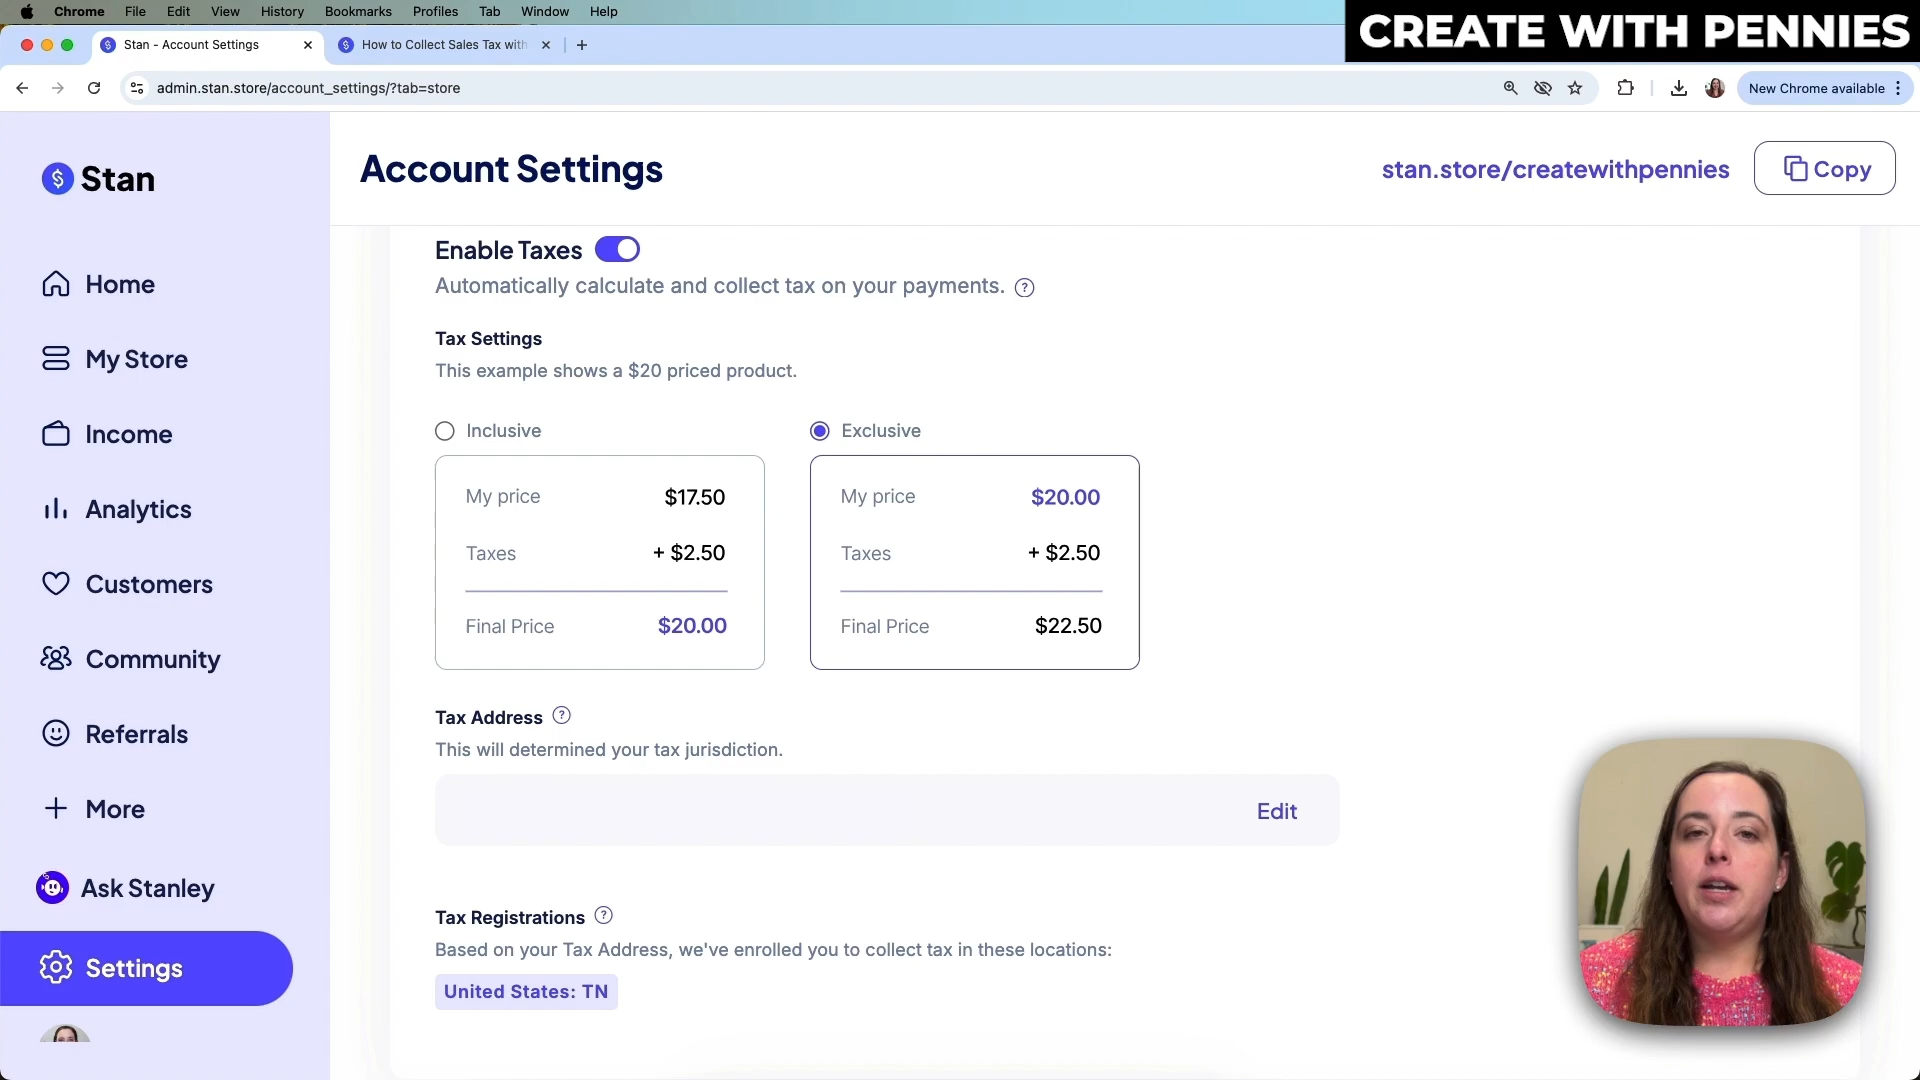 Chrome File Edit View History Bookmarks Profiles Tab Window Help
CREATE WITH PENNIES
Stan - Account Settings
How to Collect Sales Tax with
admin.stan.store/account_settings/?tab=store
New Chrome available
Stan
Account Settings
stan.store/createwithpennies
Copy
Home
My Store
Income
Analytics
Customers
Community
Referrals
More
Ask Stanley
Settings
Enable Taxes
Automatically calculate and collect tax on your payments.
Tax Settings
This example shows a $20 priced product.
Inclusive
My price $17.50
Taxes + $2.50
Final Price $20.00
Exclusive
My price $20.00
Taxes + $2.50
Final Price $22.50
Tax Address
This will determined your tax jurisdiction.
Edit
Tax Registrations
Based on your Tax Address, we've enrolled you to collect tax in these locations:
United States: TN